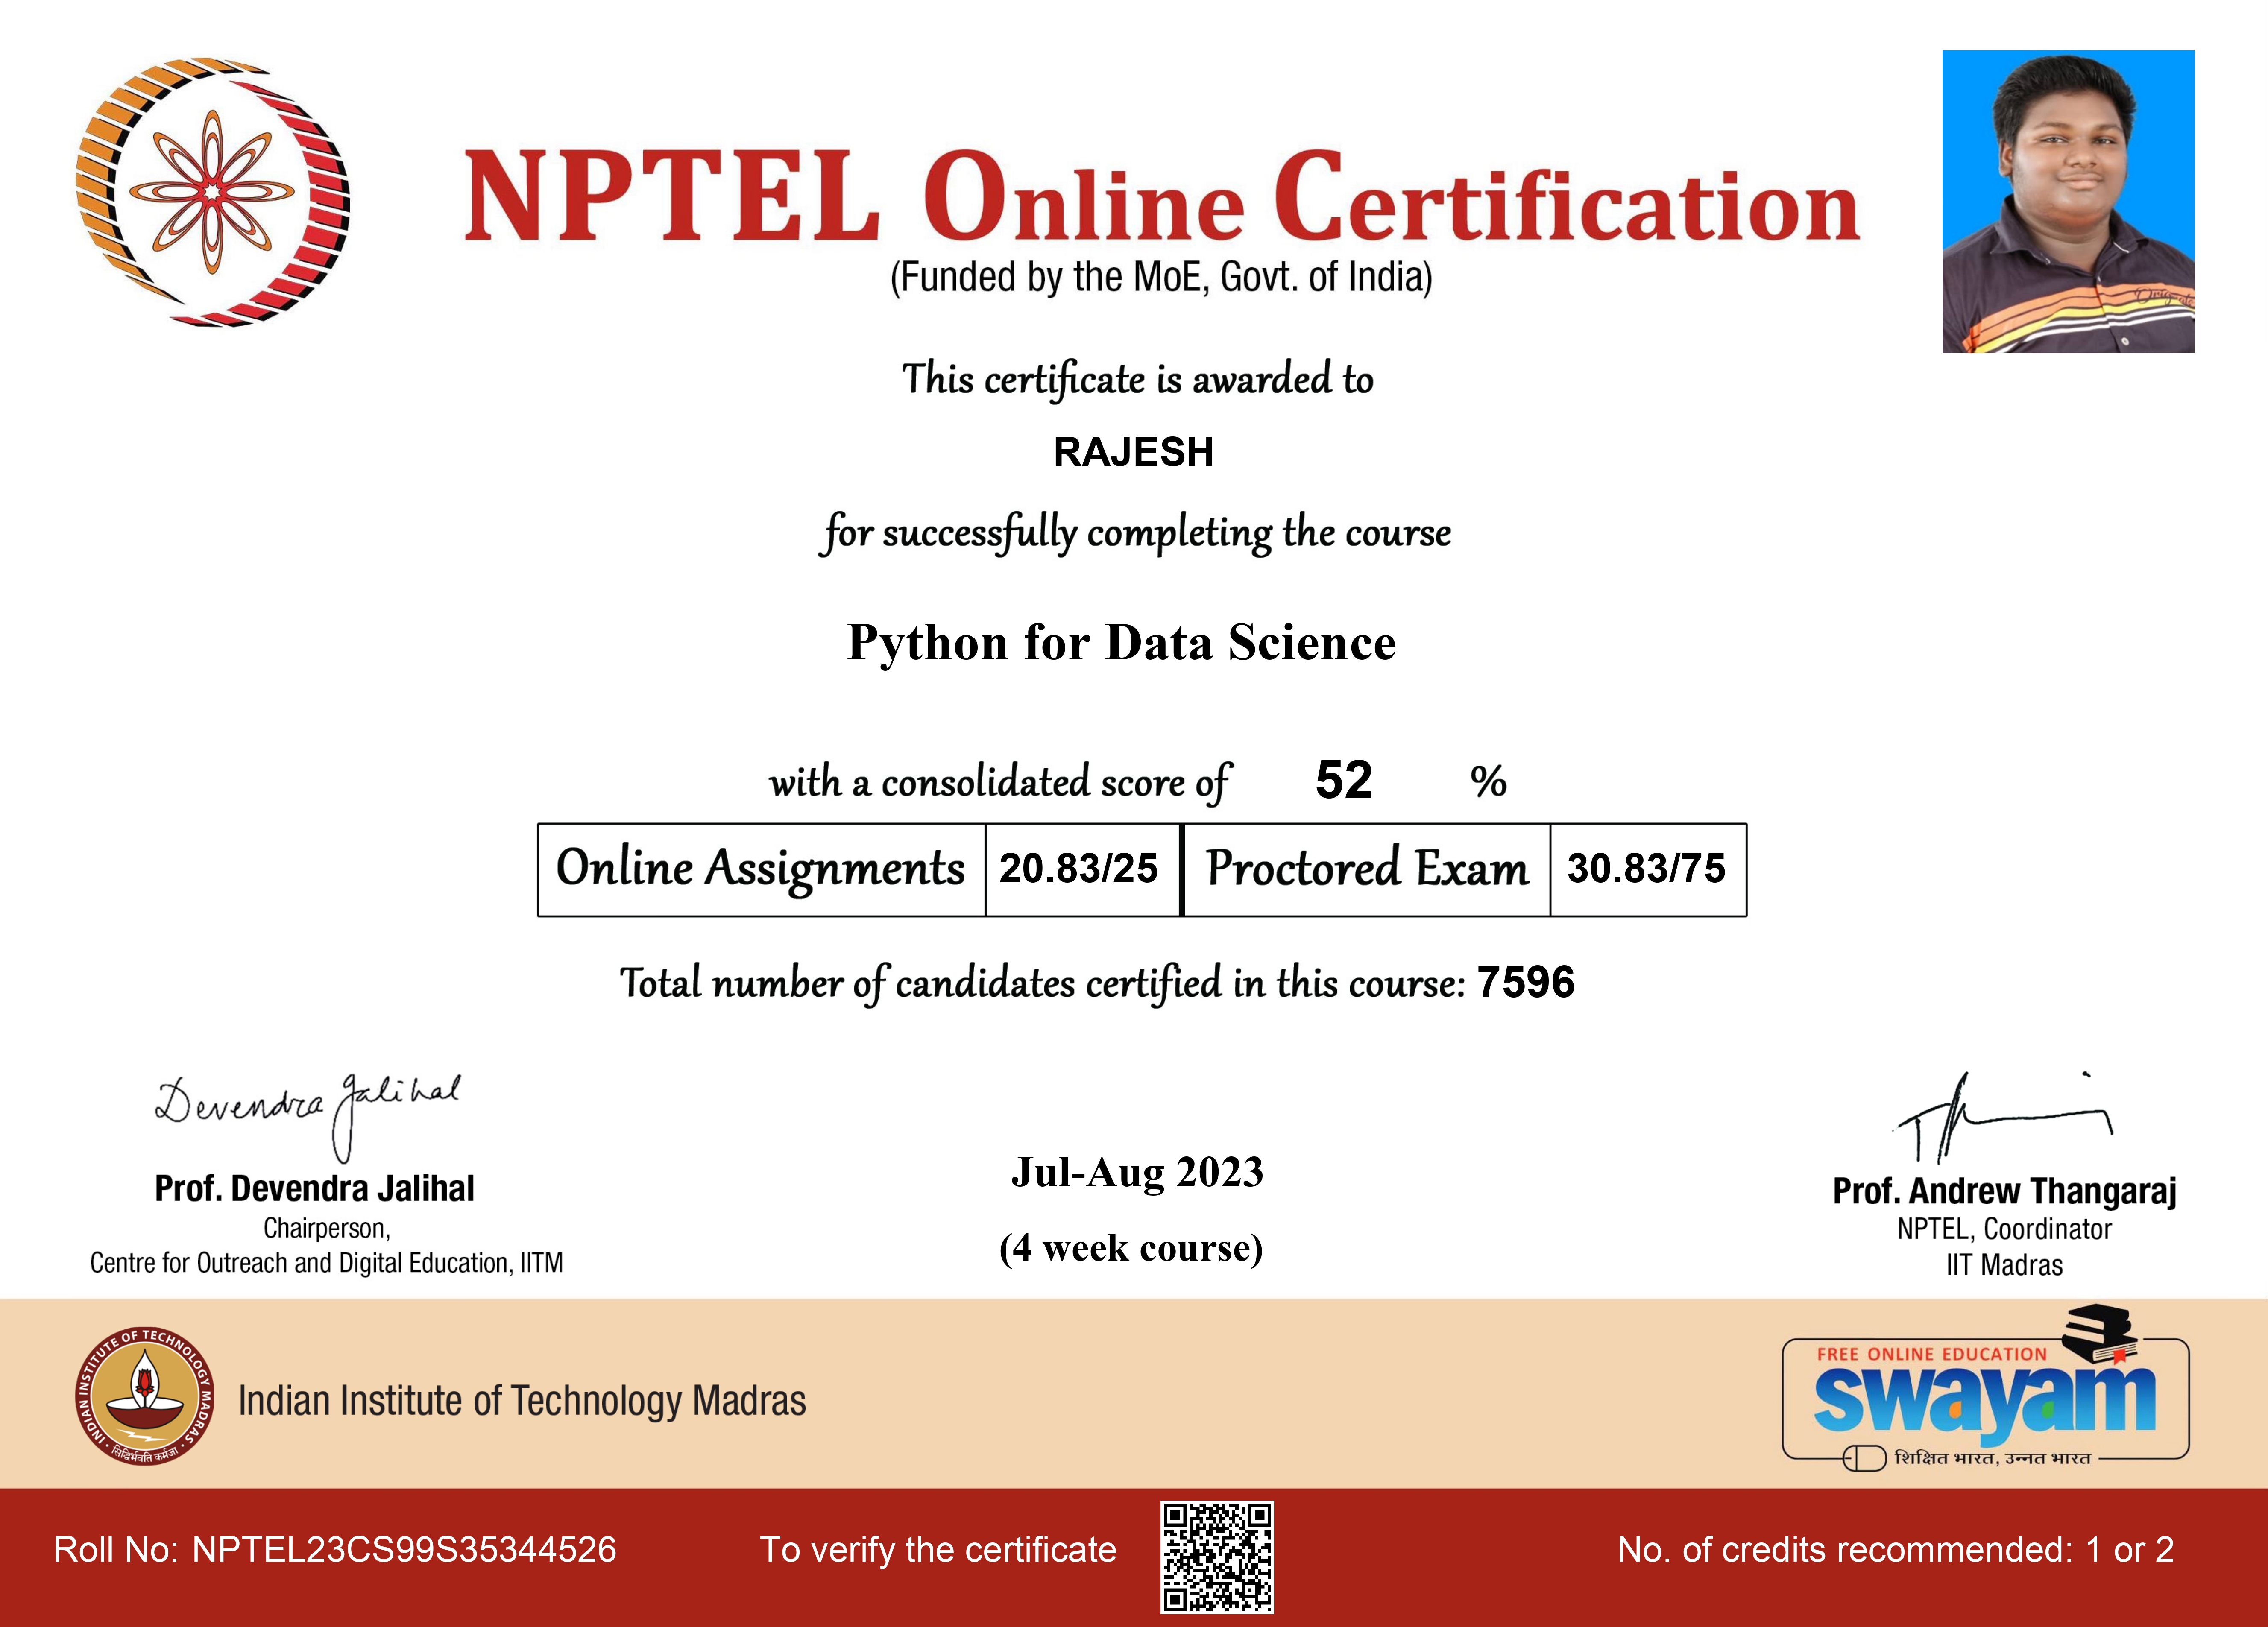 NPTEL Online Certification
(Funded by the MoE, Govt. of India)
This certificate is awarded to
RAJESH
for successfully completing the course
Python for Data Science
with a consolidated score of 52 %
Online Assignments 20.83/25 Proctored Exam 30.83/75
Total number of candidates certified in this course: 7596
Devendra Jalihal
Prof. Devendra Jalihal
Chairperson,
Centre for Outreach and Digital Education, IITM
Jul-Aug 2023
(4 week course)
Prof. Andrew Thangaraj
NPTEL, Coordinator
IIT Madras
INDIAN INSTITUTE OF TECHNOLOGY MADRAS
सिद्धिर्भवति कर्मजा
Indian Institute of Technology Madras
FREE ONLINE EDUCATION
swayam
शिक्षित भारत, उन्नत भारत
Roll No: NPTEL23CS99S35344526
To verify the certificate
No. of credits recommended: 1 or 2